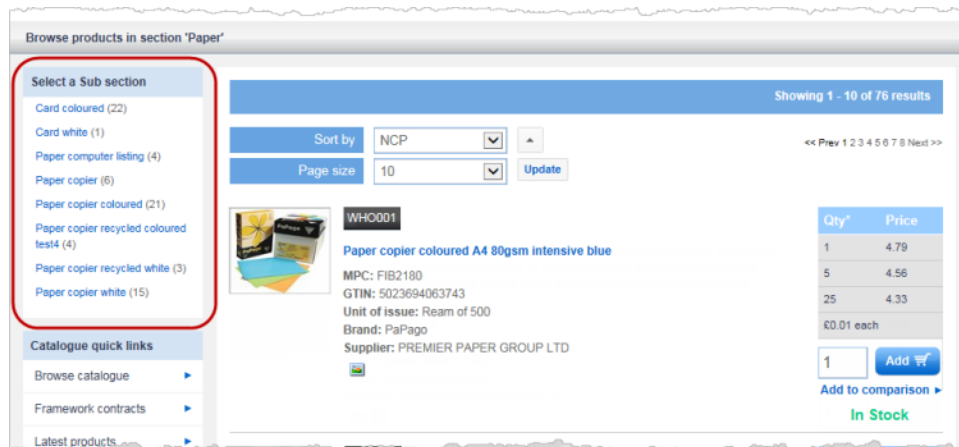 Browse products in section 'Paper'
Select a Sub section
Card coloured (22)
Card white (1)
Paper computer listing (4)
Paper copier (6)
Paper copier coloured (21)
Paper copier recycled coloured
test4 (4)
Paper copier recycled white (3)
Paper copier white (15)
Catalogue quick links
Browse catalogue
Framework contracts
Latest products
Showing 1 - 10 of 76 results
Sort by NCP
<< Prev 1 2 3 4 5 6 7 8 Next >>
Page size 10 Update
PaPago
WHO001
Paper copier coloured A4 80gsm intensive blue
MPC: FIB2180
GTIN: 5023694063743
Unit of issue: Ream of 500
Brand: PaPago
Supplier: PREMIER PAPER GROUP LTD
Qty* Price
1 4.79
5 4.56
25 4.33
£0.01 each
1 Add
Add to comparison
In Stock